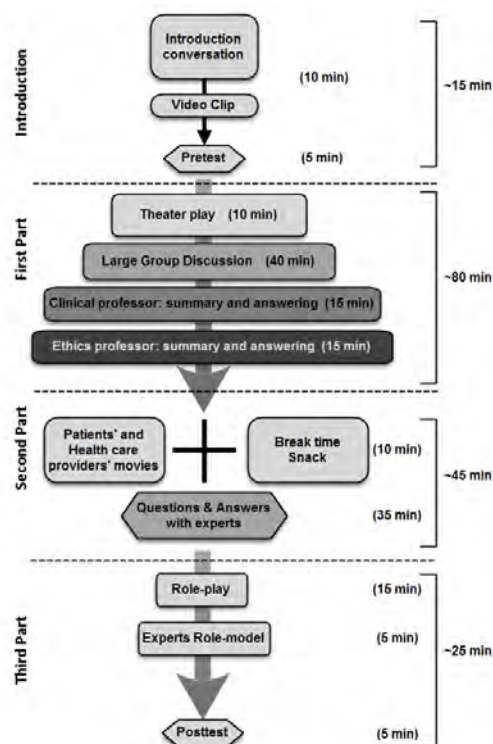 Introduction
Introduction
conversation
(10 min)
Video Clip
Pretest
(5 min)
~15 min
First Part
Theater play (10 min)
Large Group Discussion (40 min)
Clinical professor: summary and answering (15 min)
Ethics professor: summary and answering (15 min)
~80 min
Second Part
Patients' and
Health care
providers' movies
Break time
Snack
(10 min)
Questions & Answers
with experts
(35 min)
~45 min
Third Part
Role-play
(15 min)
Experts Role-model
(5 min)
Posttest
(5 min)
~25 min